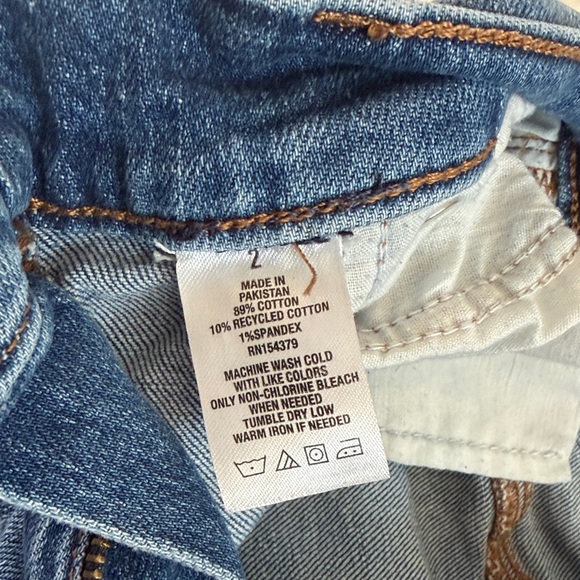 2
MADE IN
PAKISTAN
89% COTTON
10% RECYCLED COTTON
1%SPANDEX
RN154379
MACHINE WASH COLD
WITH LIKE COLORS
ONLY NON-CHLORINE BLEACH
WHEN NEEDED
TUMBLE DRY LOW
WARM IRON IF NEEDED